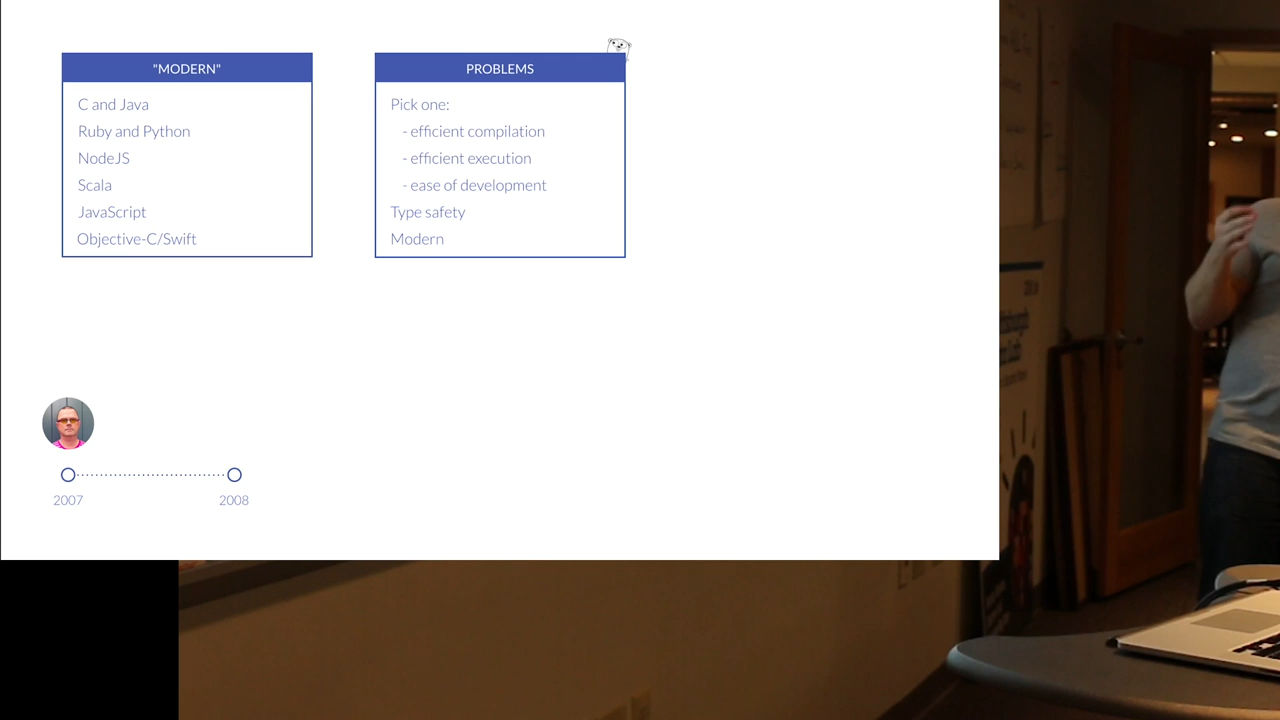 "MODERN"
C and Java
Ruby and Python
NodeJS
Scala
JavaScript
Objective-C/Swift
PROBLEMS
Pick one:
- efficient compilation
- efficient execution
- ease of development
Type safety
Modern
2007
2008